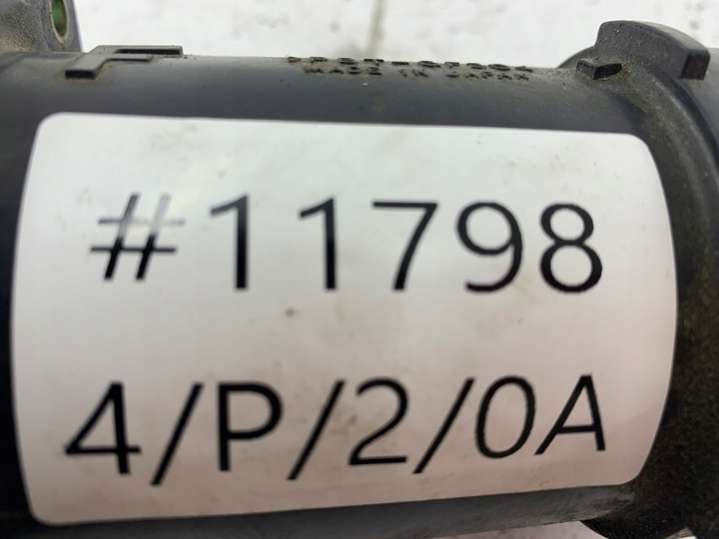 F
MADE IN JAPAN
#11798
4/P/2/0A